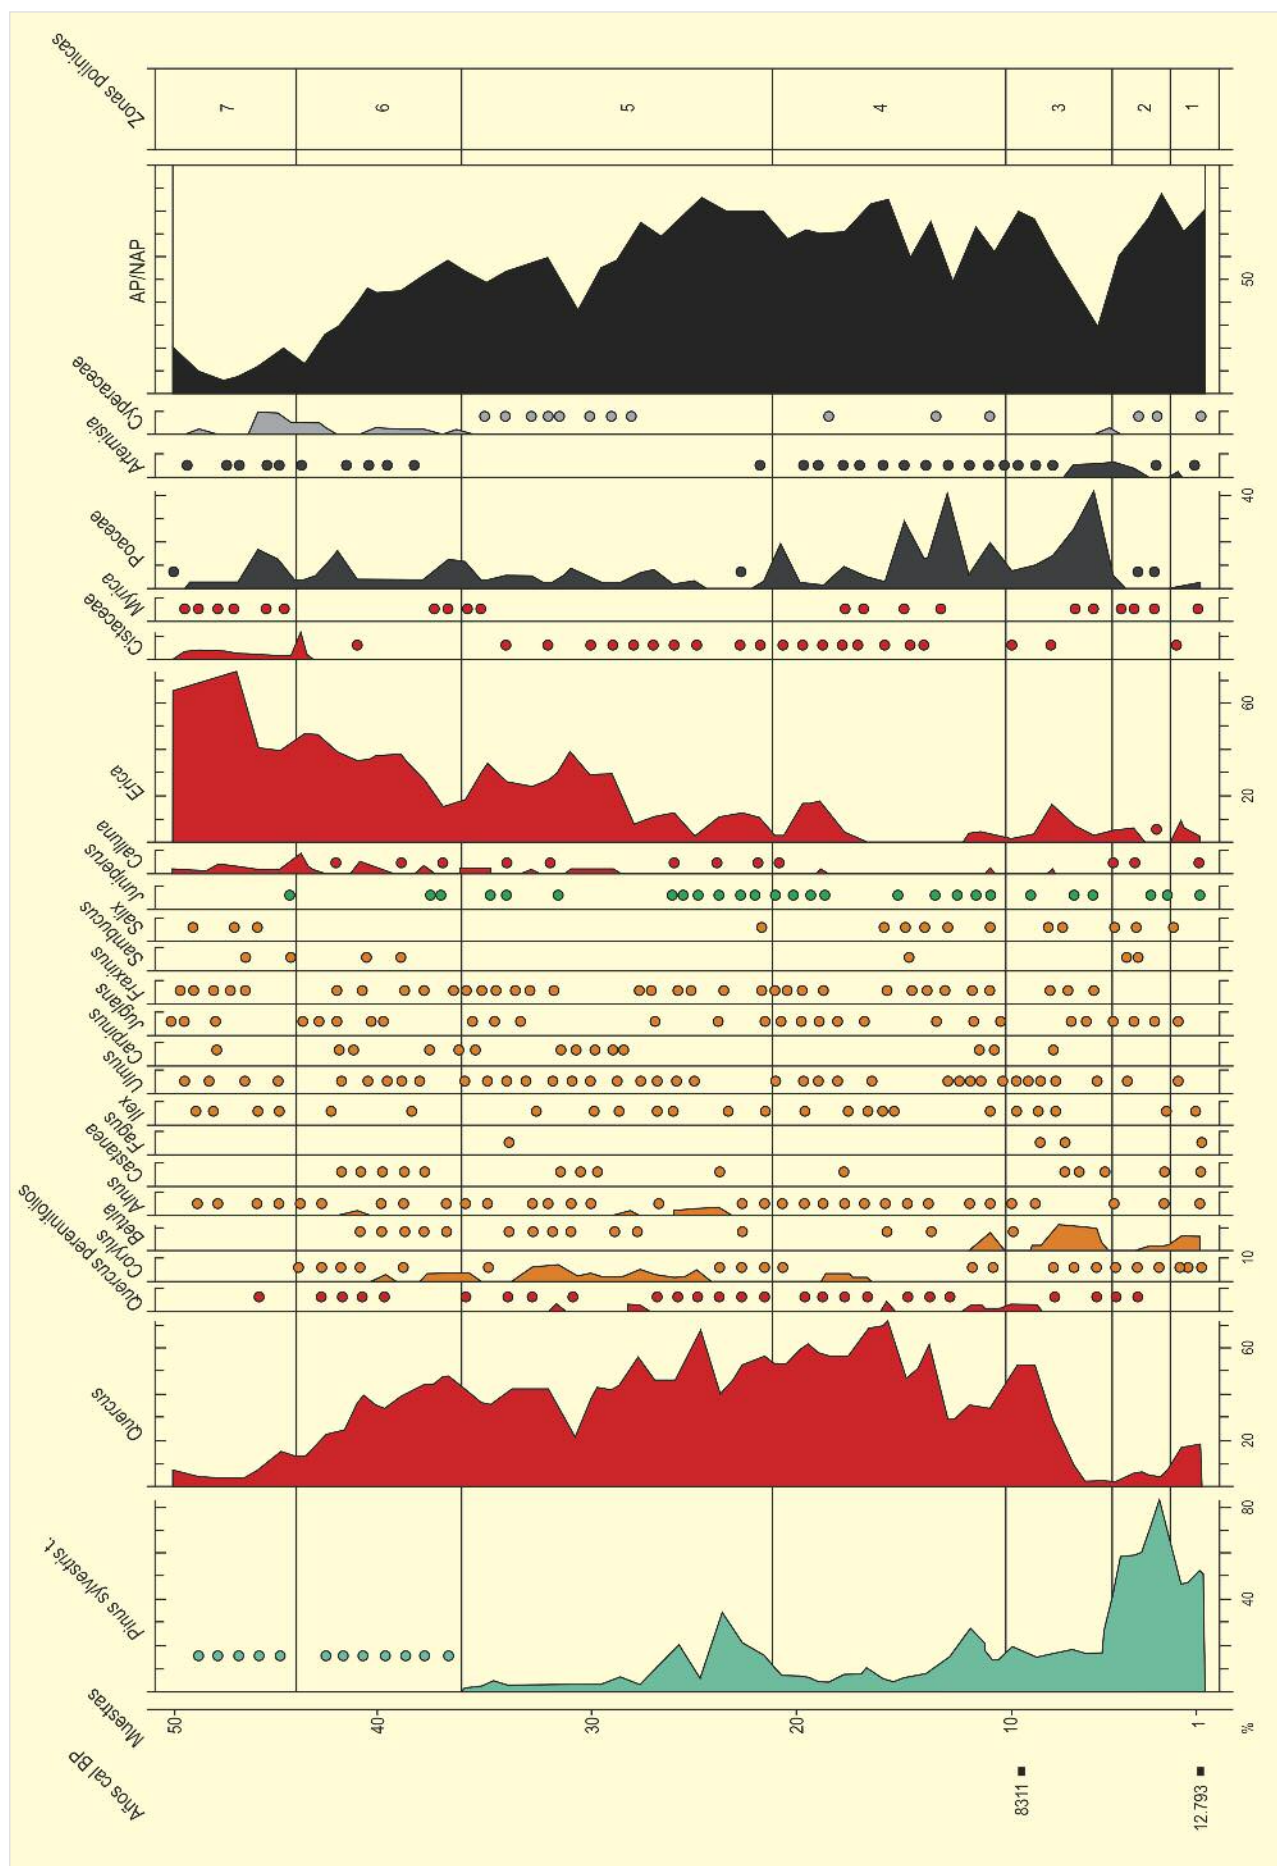 Zonas polínicas
7 6 5 4 3 2 1
AP/NAP
50
Cyperaceae
Artemisia
Poaceae
40
Myrica
Cistaceae
Erica
60
20
Calluna
Juniperus
Salix
Sambucus
Fraxinus
Juglans
Carpinus
Ulmus
Ilex
Fagus
Castanea
Alnus
Betula
Corylus
10
Quercus perennifolios
Quercus
60
20
Pinus sylvestris t.
80
40
Muestras
50 40 30 20 10 1 %
Años cal BP
8311
12.793